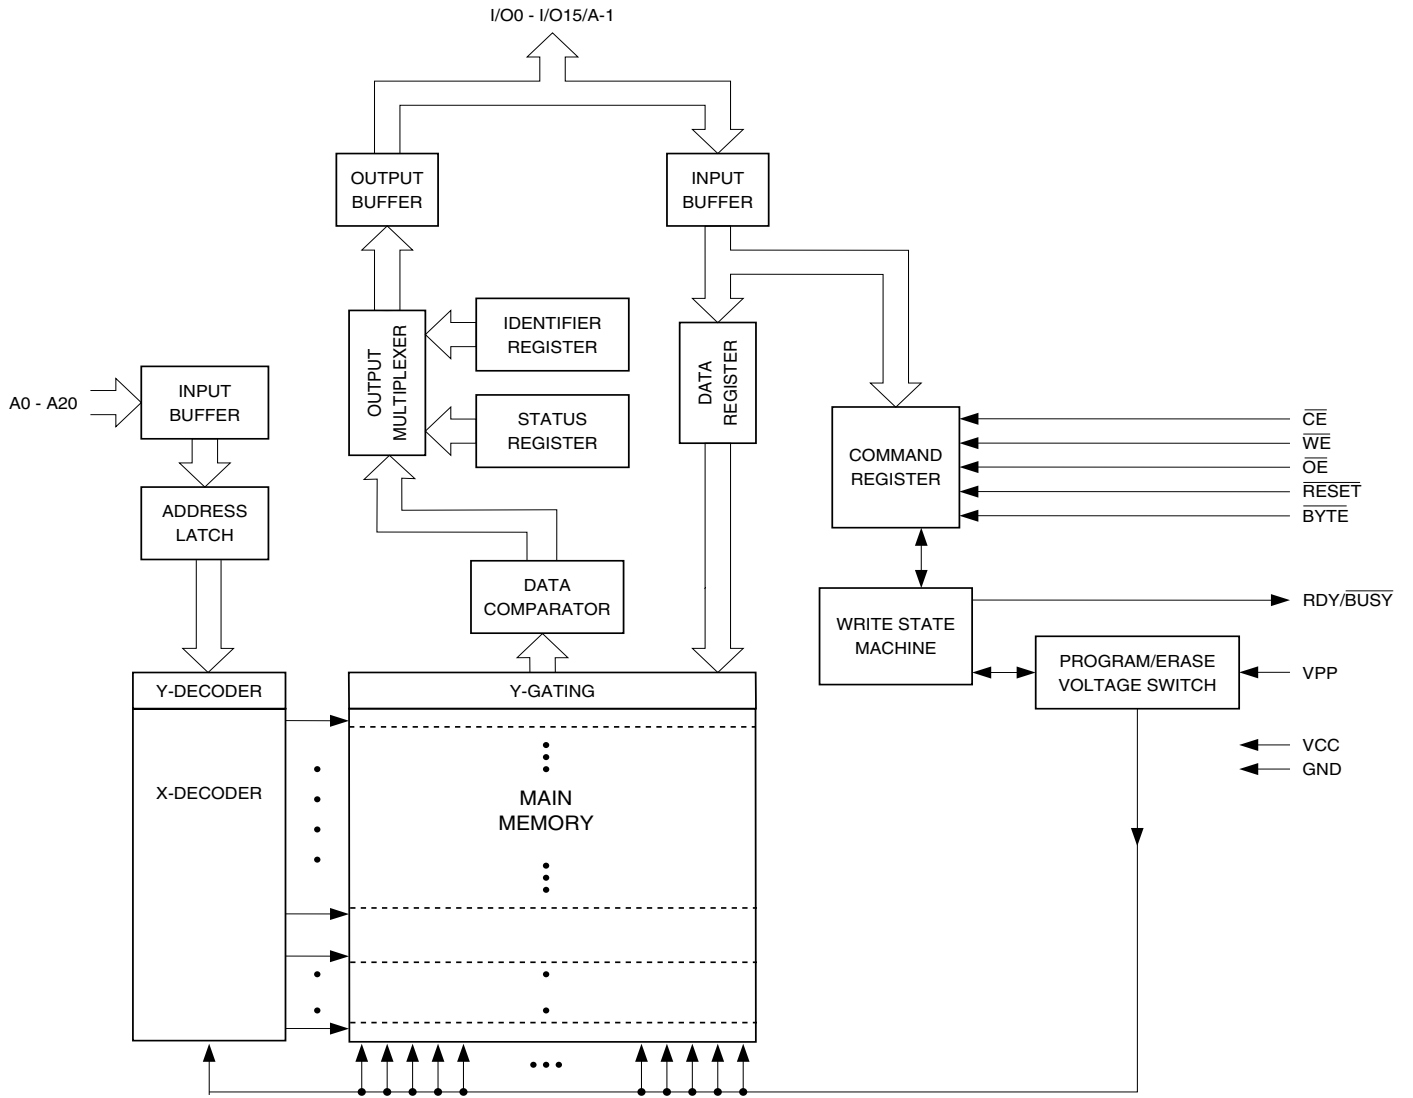 I/O0 - I/O15/A-1
OUTPUT
BUFFER
INPUT
BUFFER
IDENTIFIER
REGISTER
OUTPUT
MULTIPLEXER
DATA
REGISTER
STATUS
REGISTER
A0 - A20
INPUT
BUFFER
ADDRESS
LATCH
COMMAND
REGISTER
CE
WE
OE
RESET
BYTE
DATA
COMPARATOR
WRITE STATE
MACHINE
RDY/BUSY
PROGRAM/ERASE
VOLTAGE SWITCH
VPP
VCC
GND
Y-DECODER
Y-GATING
X-DECODER
MAIN
MEMORY